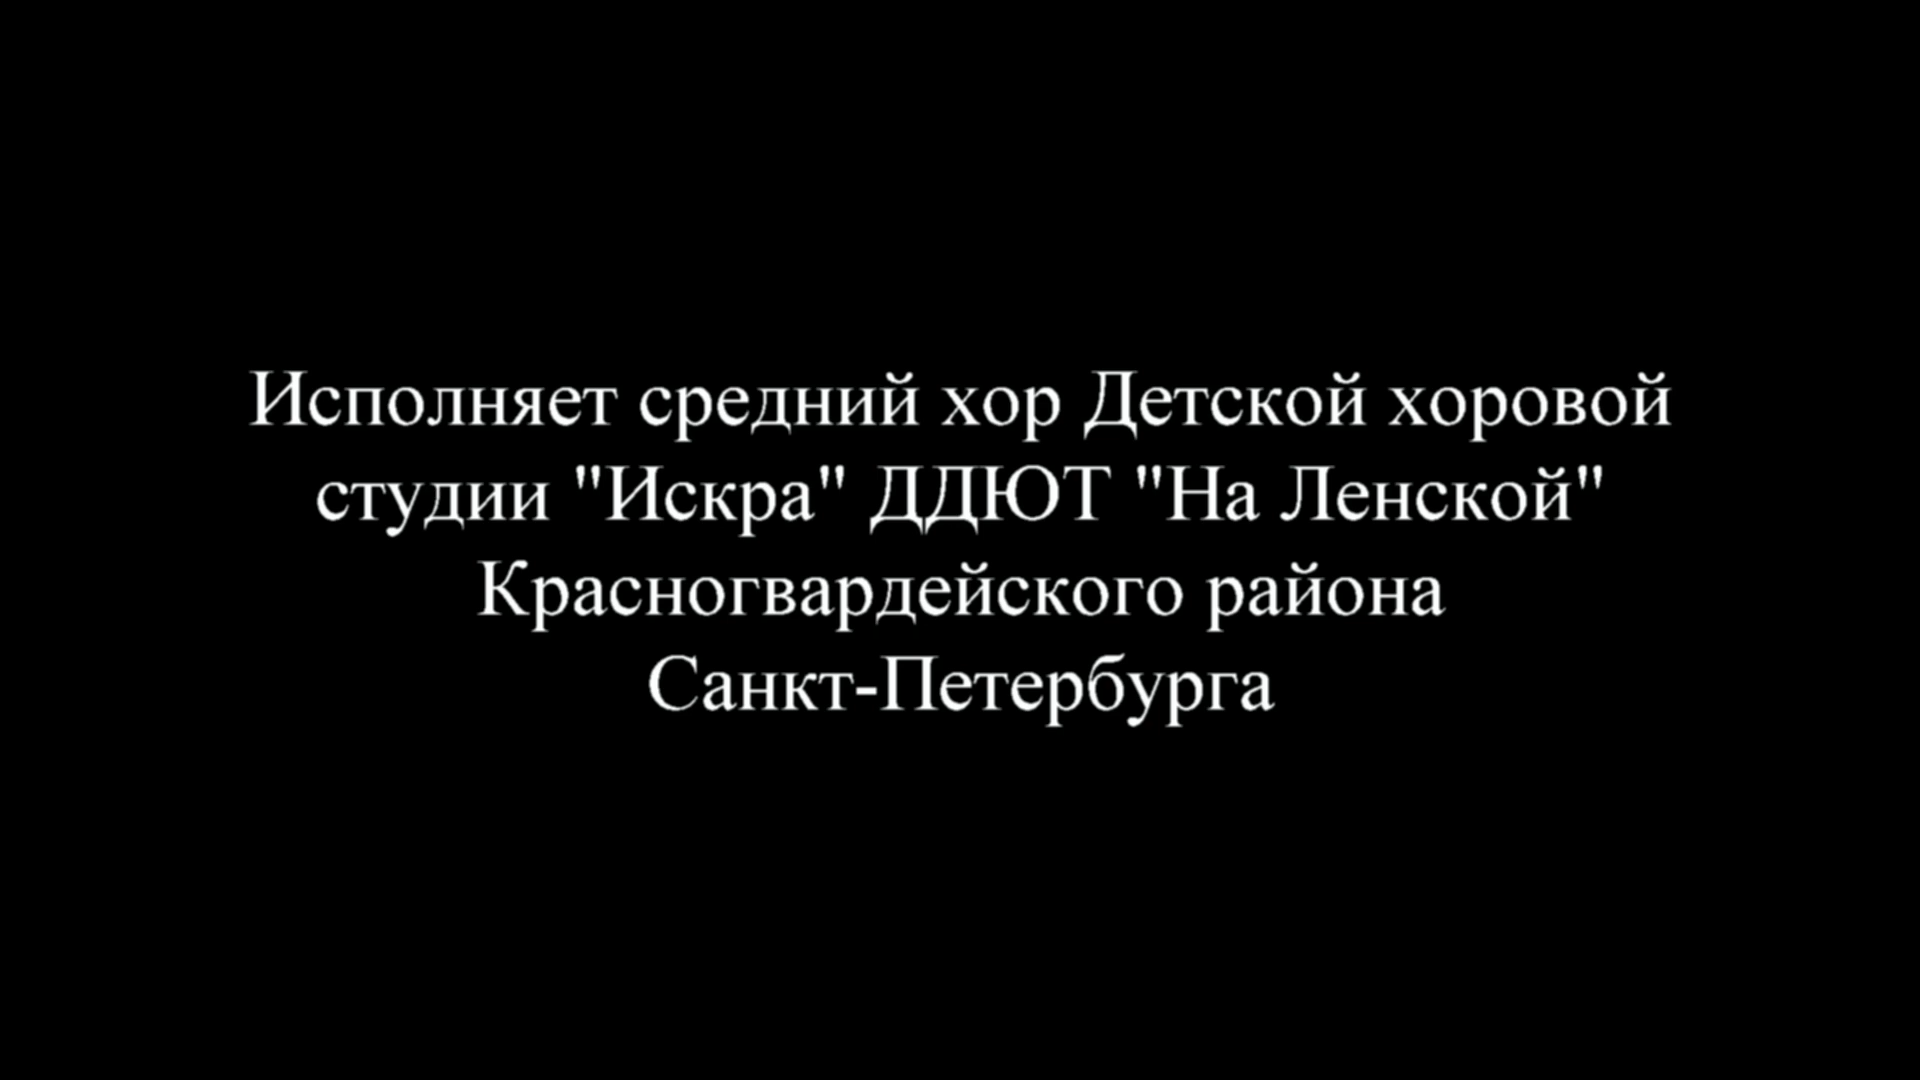 Исполняет средний хор Детской хоровой
студии "Искра" ДДЮТ "На Ленской"
Красногвардейского района
Санкт-Петербурга